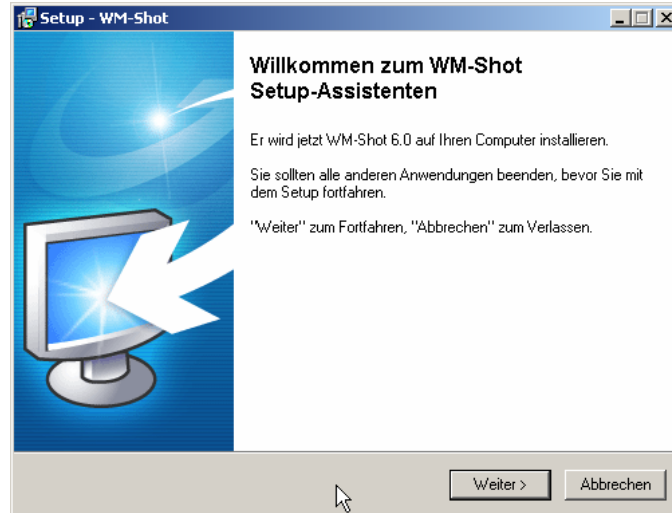 Setup - WM-Shot
Willkommen zum WM-Shot
Setup-Assistenten
Er wird jetzt WM-Shot 6.0 auf Ihren Computer installieren.
Sie sollten alle anderen Anwendungen beenden, bevor Sie mit
dem Setup fortfahren.
"Weiter" zum Fortfahren, "Abbrechen" zum Verlassen.
Weiter > Abbrechen